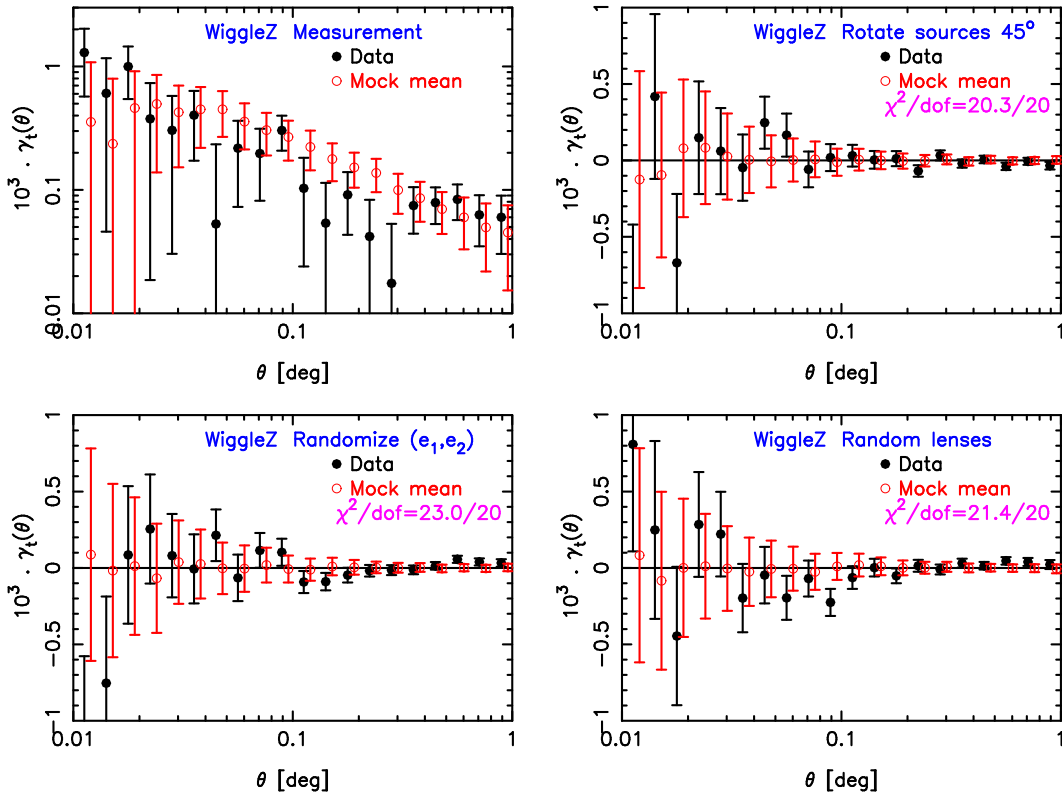 WiggleZ Measurement
Data
Mock mean
10³ · γₜ(θ)
1
0.1
0.01
0.01
0.1
1
θ [deg]
WiggleZ Rotate sources 45°
Data
Mock mean
χ²/dof=20.3/20
10³ · γₜ(θ)
1
0.5
0
−0.5
−1
0.01
0.1
1
θ [deg]
WiggleZ Randomize (e₁,e₂)
Data
Mock mean
χ²/dof=23.0/20
10³ · γₜ(θ)
1
0.5
0
−0.5
−1
0.01
0.1
1
θ [deg]
WiggleZ Random lenses
Data
Mock mean
χ²/dof=21.4/20
10³ · γₜ(θ)
1
0.5
0
−0.5
−1
0.01
0.1
1
θ [deg]